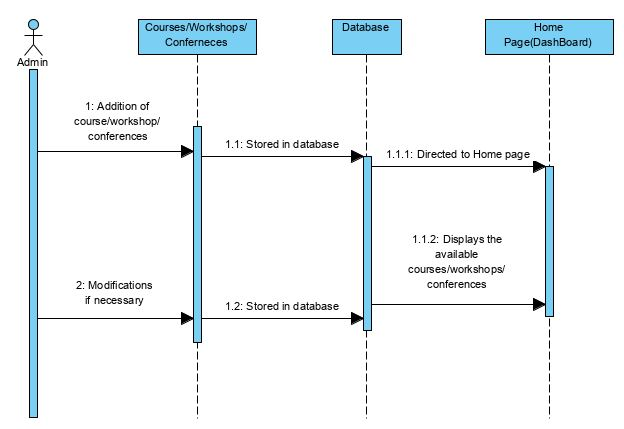 Admin
Courses/Workshops/
Conferneces
Database
Home
Page(DashBoard)
1: Addition of
course/workshop/
conferences
1.1: Stored in database
1.1.1: Directed to Home page
1.1.2: Displays the
available
courses/workshops/
conferences
2: Modifications
if necessary
1.2: Stored in database